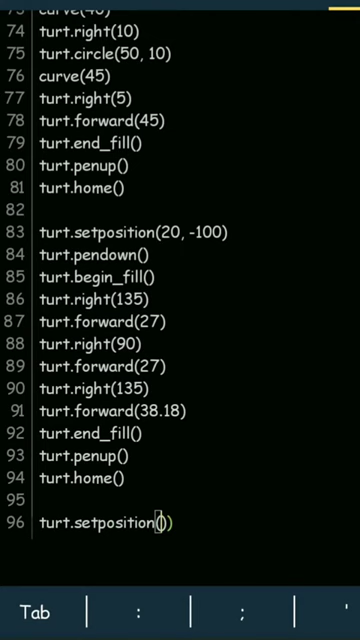 73 curve(40)
74 turt.right(10)
75 turt.circle(50, 10)
76 curve(45)
77 turt.right(5)
78 turt.forward(45)
79 turt.end_fill()
80 turt.penup()
81 turt.home()
82
83 turt.setposition(20, -100)
84 turt.pendown()
85 turt.begin_fill()
86 turt.right(135)
87 turt.forward(27)
88 turt.right(90)
89 turt.forward(27)
90 turt.right(135)
91 turt.forward(38.18)
92 turt.end_fill()
93 turt.penup()
94 turt.home()
95
96 turt.setposition())
Tab : ; '